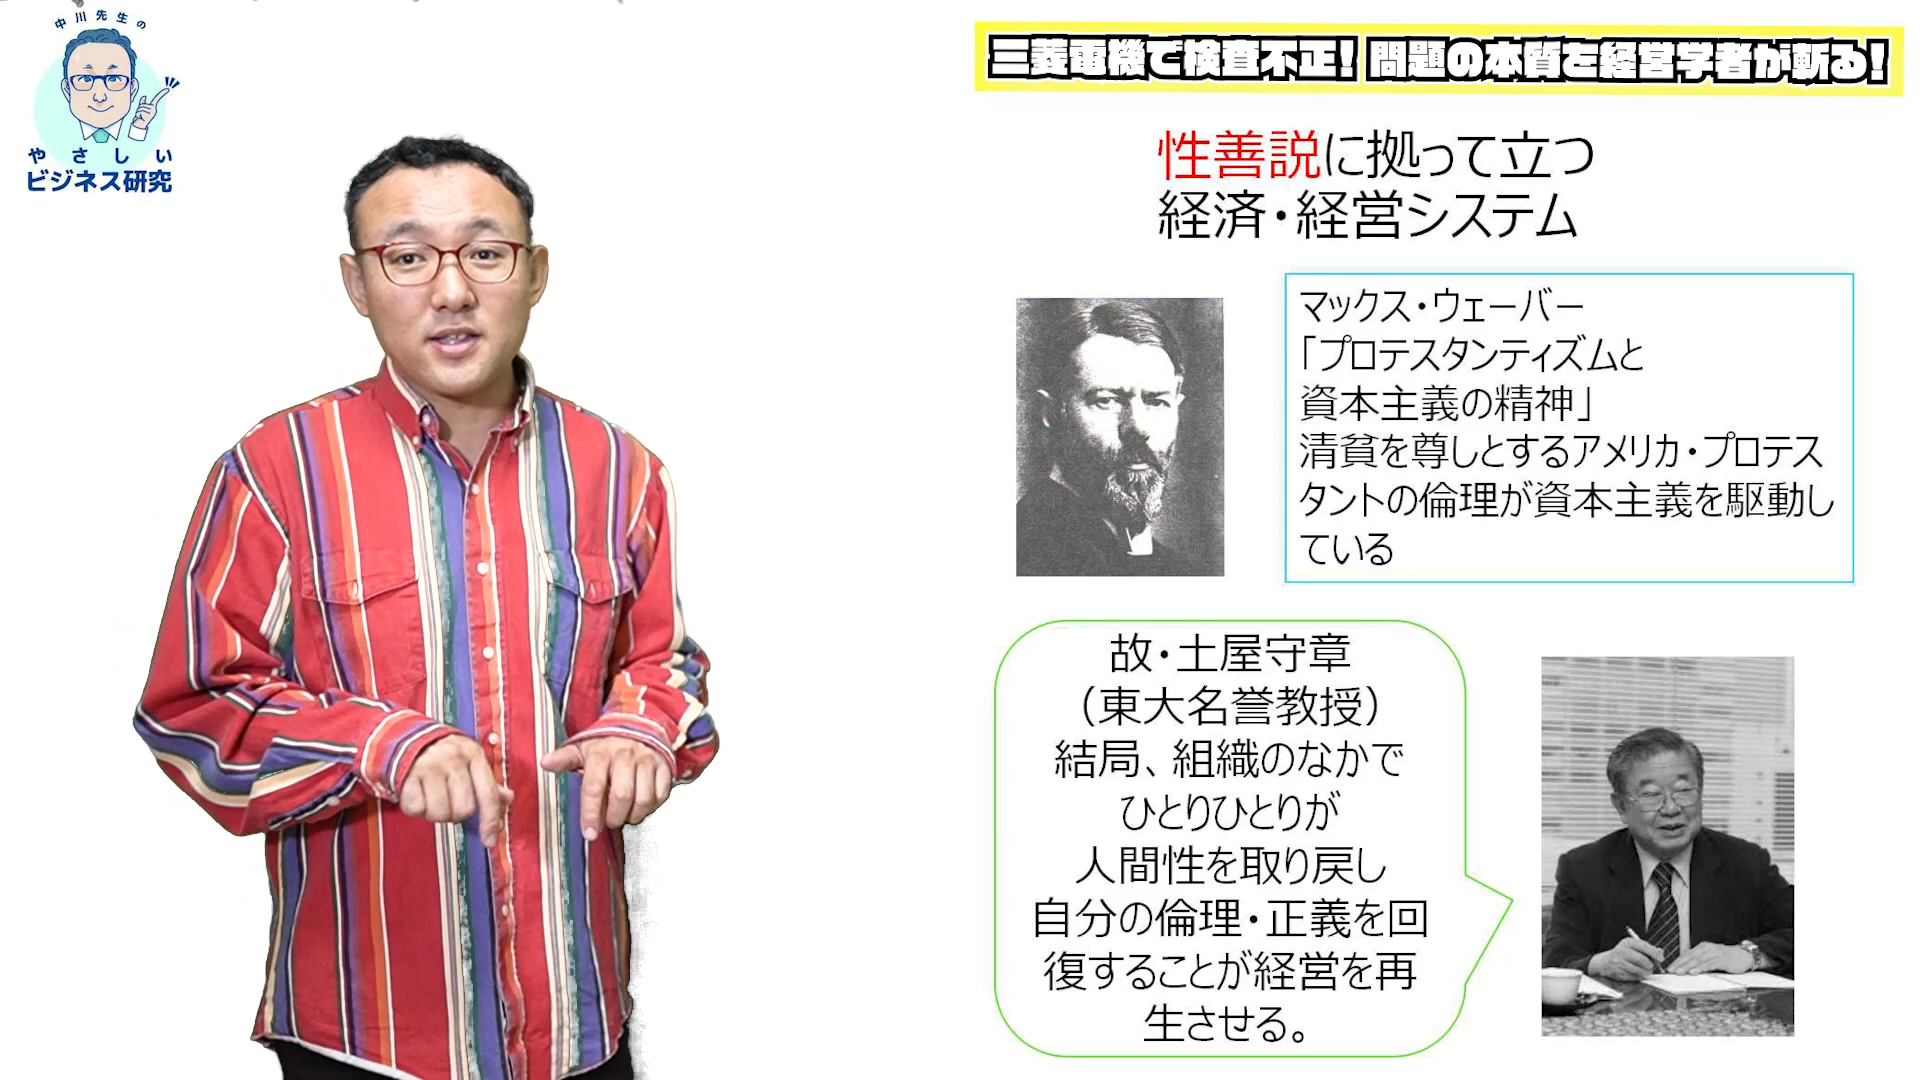 中川先生の
やさしい
ビジネス研究
三菱電機で検査不正！問題の本質を経営学者が斬る！
性善説に拠って立つ
経済・経営システム
マックス・ウェーバー
「プロテスタンティズムと
資本主義の精神」
清貧を尊しとするアメリカ・プロテス
タントの倫理が資本主義を駆動し
ている
故・土屋守章
（東大名誉教授）
結局、組織のなかで
ひとりひとりが
人間性を取り戻し
自分の倫理・正義を回
復することが経営を再
生させる。